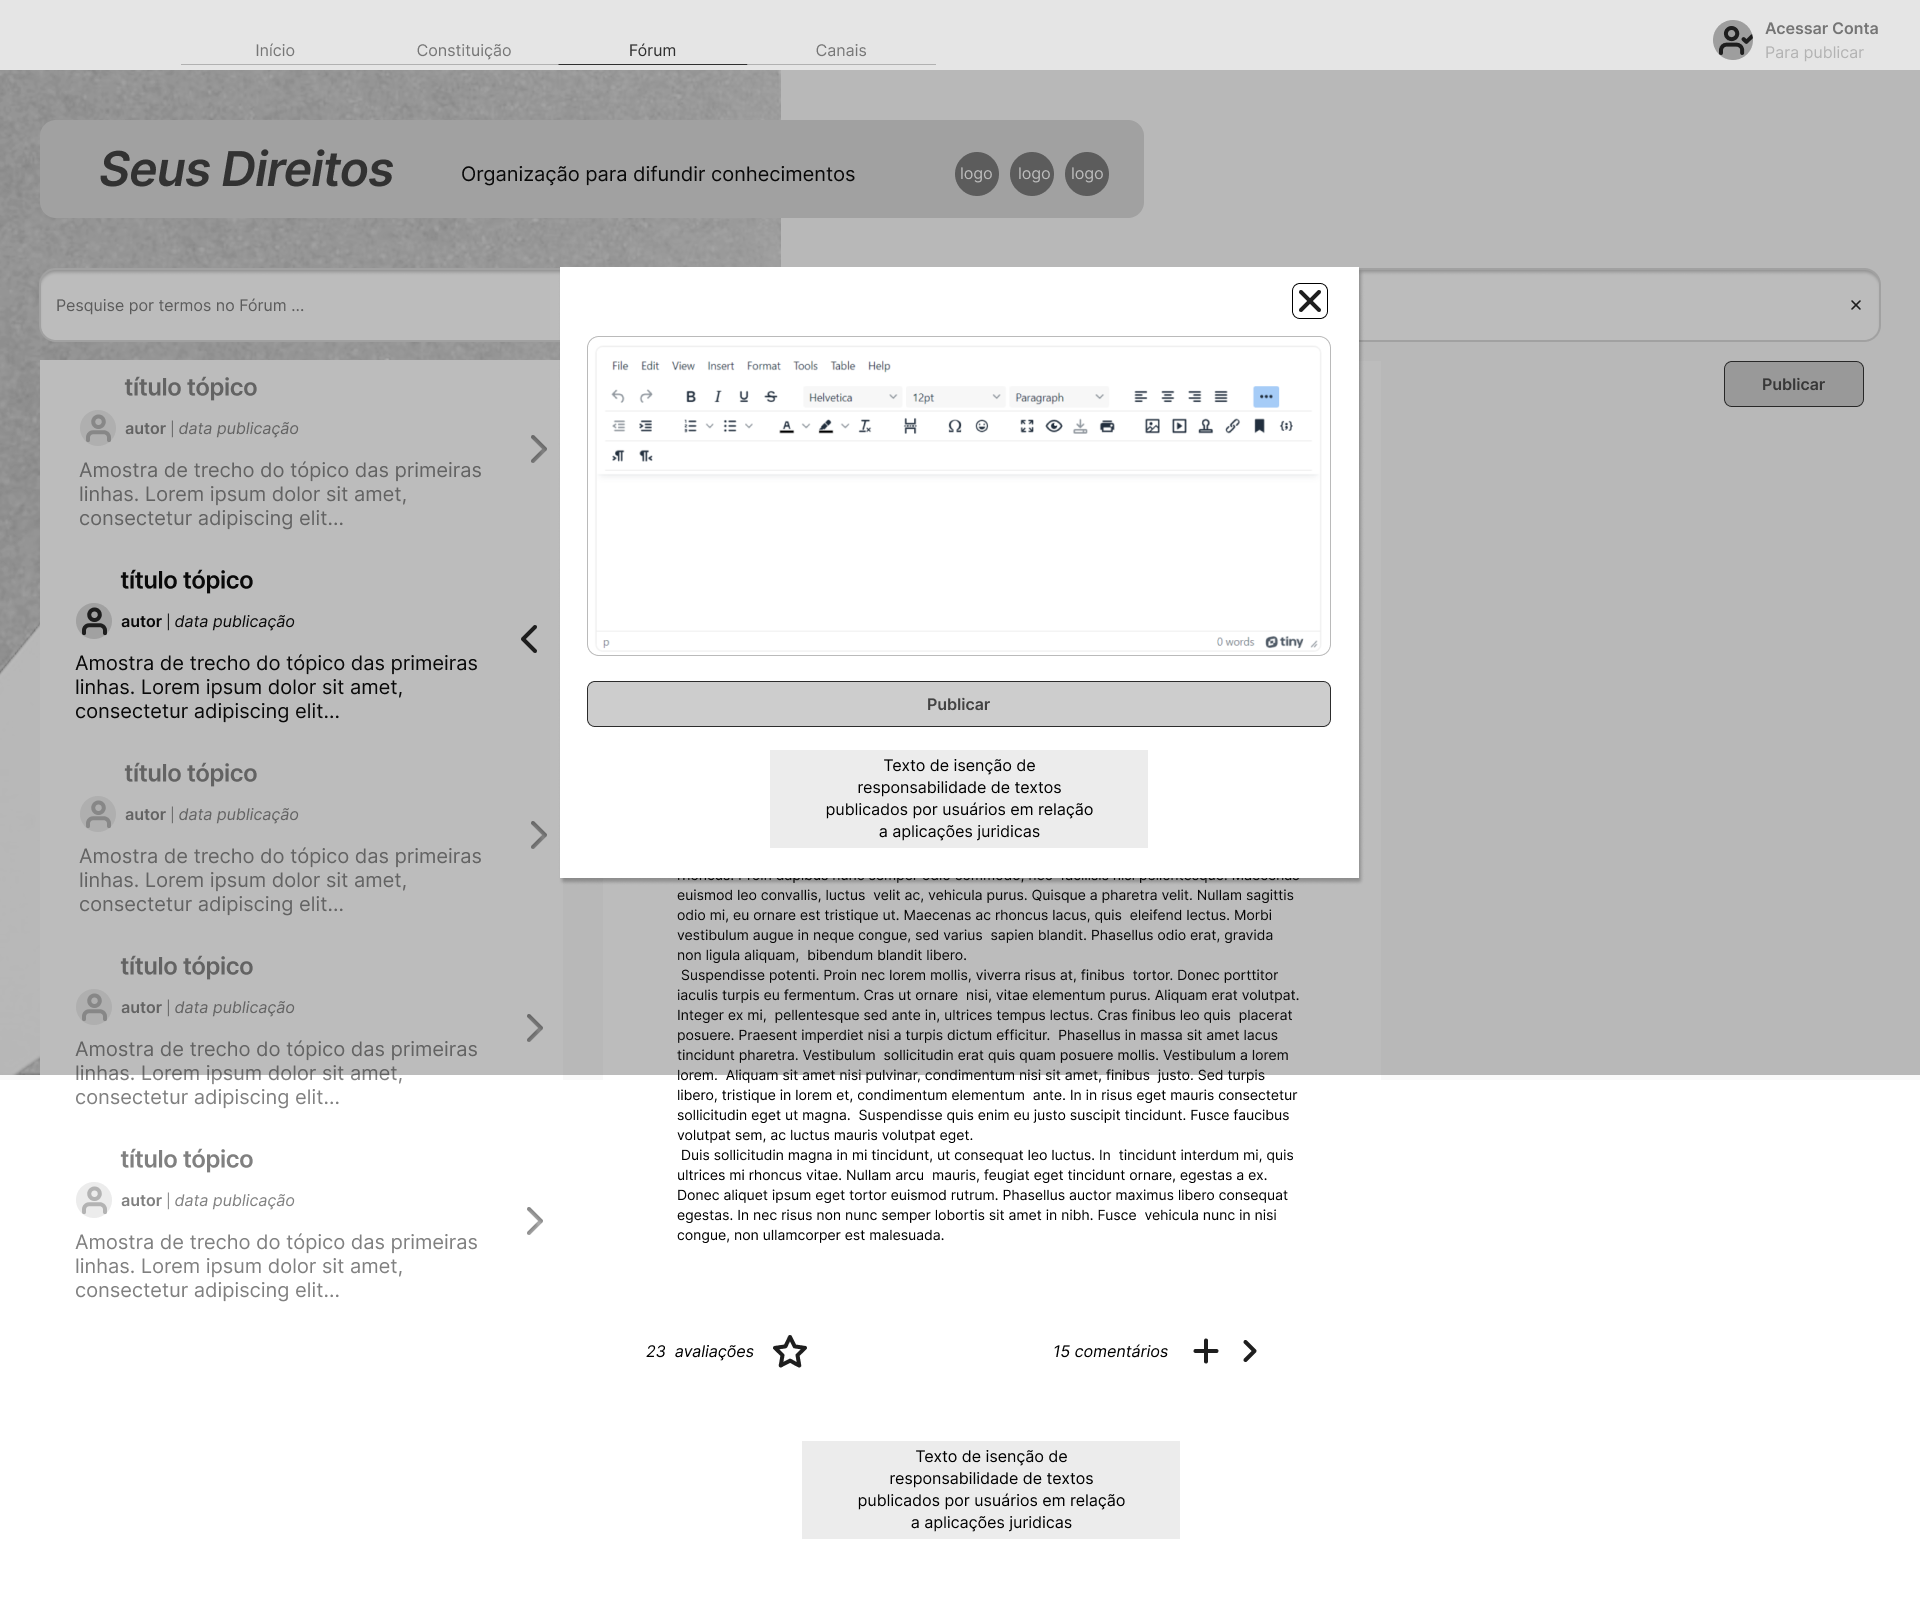 Início
Constituição
Fórum
Canais
Acessar Conta
Para publicar
Seus Direitos
Organização para difundir conhecimentos
logo
logo
logo
Pesquise por termos no Fórum ...
título tópico
autor | data publicação
Amostra de trecho do tópico das primeiras
linhas. Lorem ipsum dolor sit amet,
consectetur adipiscing elit...
título tópico
autor | data publicação
Amostra de trecho do tópico das primeiras
linhas. Lorem ipsum dolor sit amet,
consectetur adipiscing elit...
título tópico
autor | data publicação
Amostra de trecho do tópico das primeiras
linhas. Lorem ipsum dolor sit amet,
consectetur adipiscing elit...
título tópico
autor | data publicação
Amostra de trecho do tópico das primeiras
linhas. Lorem ipsum dolor sit amet,
consectetur adipiscing elit...
título tópico
autor | data publicação
Amostra de trecho do tópico das primeiras
linhas. Lorem ipsum dolor sit amet,
consectetur adipiscing elit...
Publicar
File Edit View Insert Format Tools Table Help
Helvetica 12pt Paragraph
p
0 words tiny
Publicar
Texto de isenção de
responsabilidade de textos
publicados por usuários em relação
a aplicações juridicas
euismod leo convallis, luctus  velit ac, vehicula purus. Quisque a pharetra velit. Nullam sagittis
odio mi, eu ornare est tristique ut. Maecenas ac rhoncus lacus, quis  eleifend lectus. Morbi
vestibulum augue in neque congue, sed varius  sapien blandit. Phasellus odio erat, gravida
non ligula aliquam,  bibendum blandit libero.
Suspendisse potenti. Proin nec lorem mollis, viverra risus at, finibus  tortor. Donec porttitor
iaculis turpis eu fermentum. Cras ut ornare  nisi, vitae elementum purus. Aliquam erat volutpat.
Integer ex mi,  pellentesque sed ante in, ultrices tempus lectus. Cras finibus leo quis  placerat
posuere. Praesent imperdiet nisi a turpis dictum efficitur.  Phasellus in massa sit amet lacus
tincidunt pharetra. Vestibulum  sollicitudin erat quis quam posuere mollis. Vestibulum a lorem
lorem.  Aliquam sit amet nisi pulvinar, condimentum nisi sit amet, finibus  justo. Sed turpis
libero, tristique in lorem et, condimentum elementum  ante. In in risus eget mauris consectetur
sollicitudin eget ut magna.  Suspendisse quis enim eu justo suscipit tincidunt. Fusce faucibus
volutpat sem, ac luctus mauris volutpat eget.
Duis sollicitudin magna in mi tincidunt, ut consequat leo luctus. In  tincidunt interdum mi, quis
ultrices mi rhoncus vitae. Nullam arcu  mauris, feugiat eget tincidunt ornare, egestas a ex.
Donec aliquet ipsum eget tortor euismod rutrum. Phasellus auctor maximus libero consequat
egestas. In nec risus non nunc semper lobortis sit amet in nibh. Fusce  vehicula nunc in nisi
congue, non ullamcorper est malesuada.
23  avaliações
15 comentários
Texto de isenção de
responsabilidade de textos
publicados por usuários em relação
a aplicações juridicas